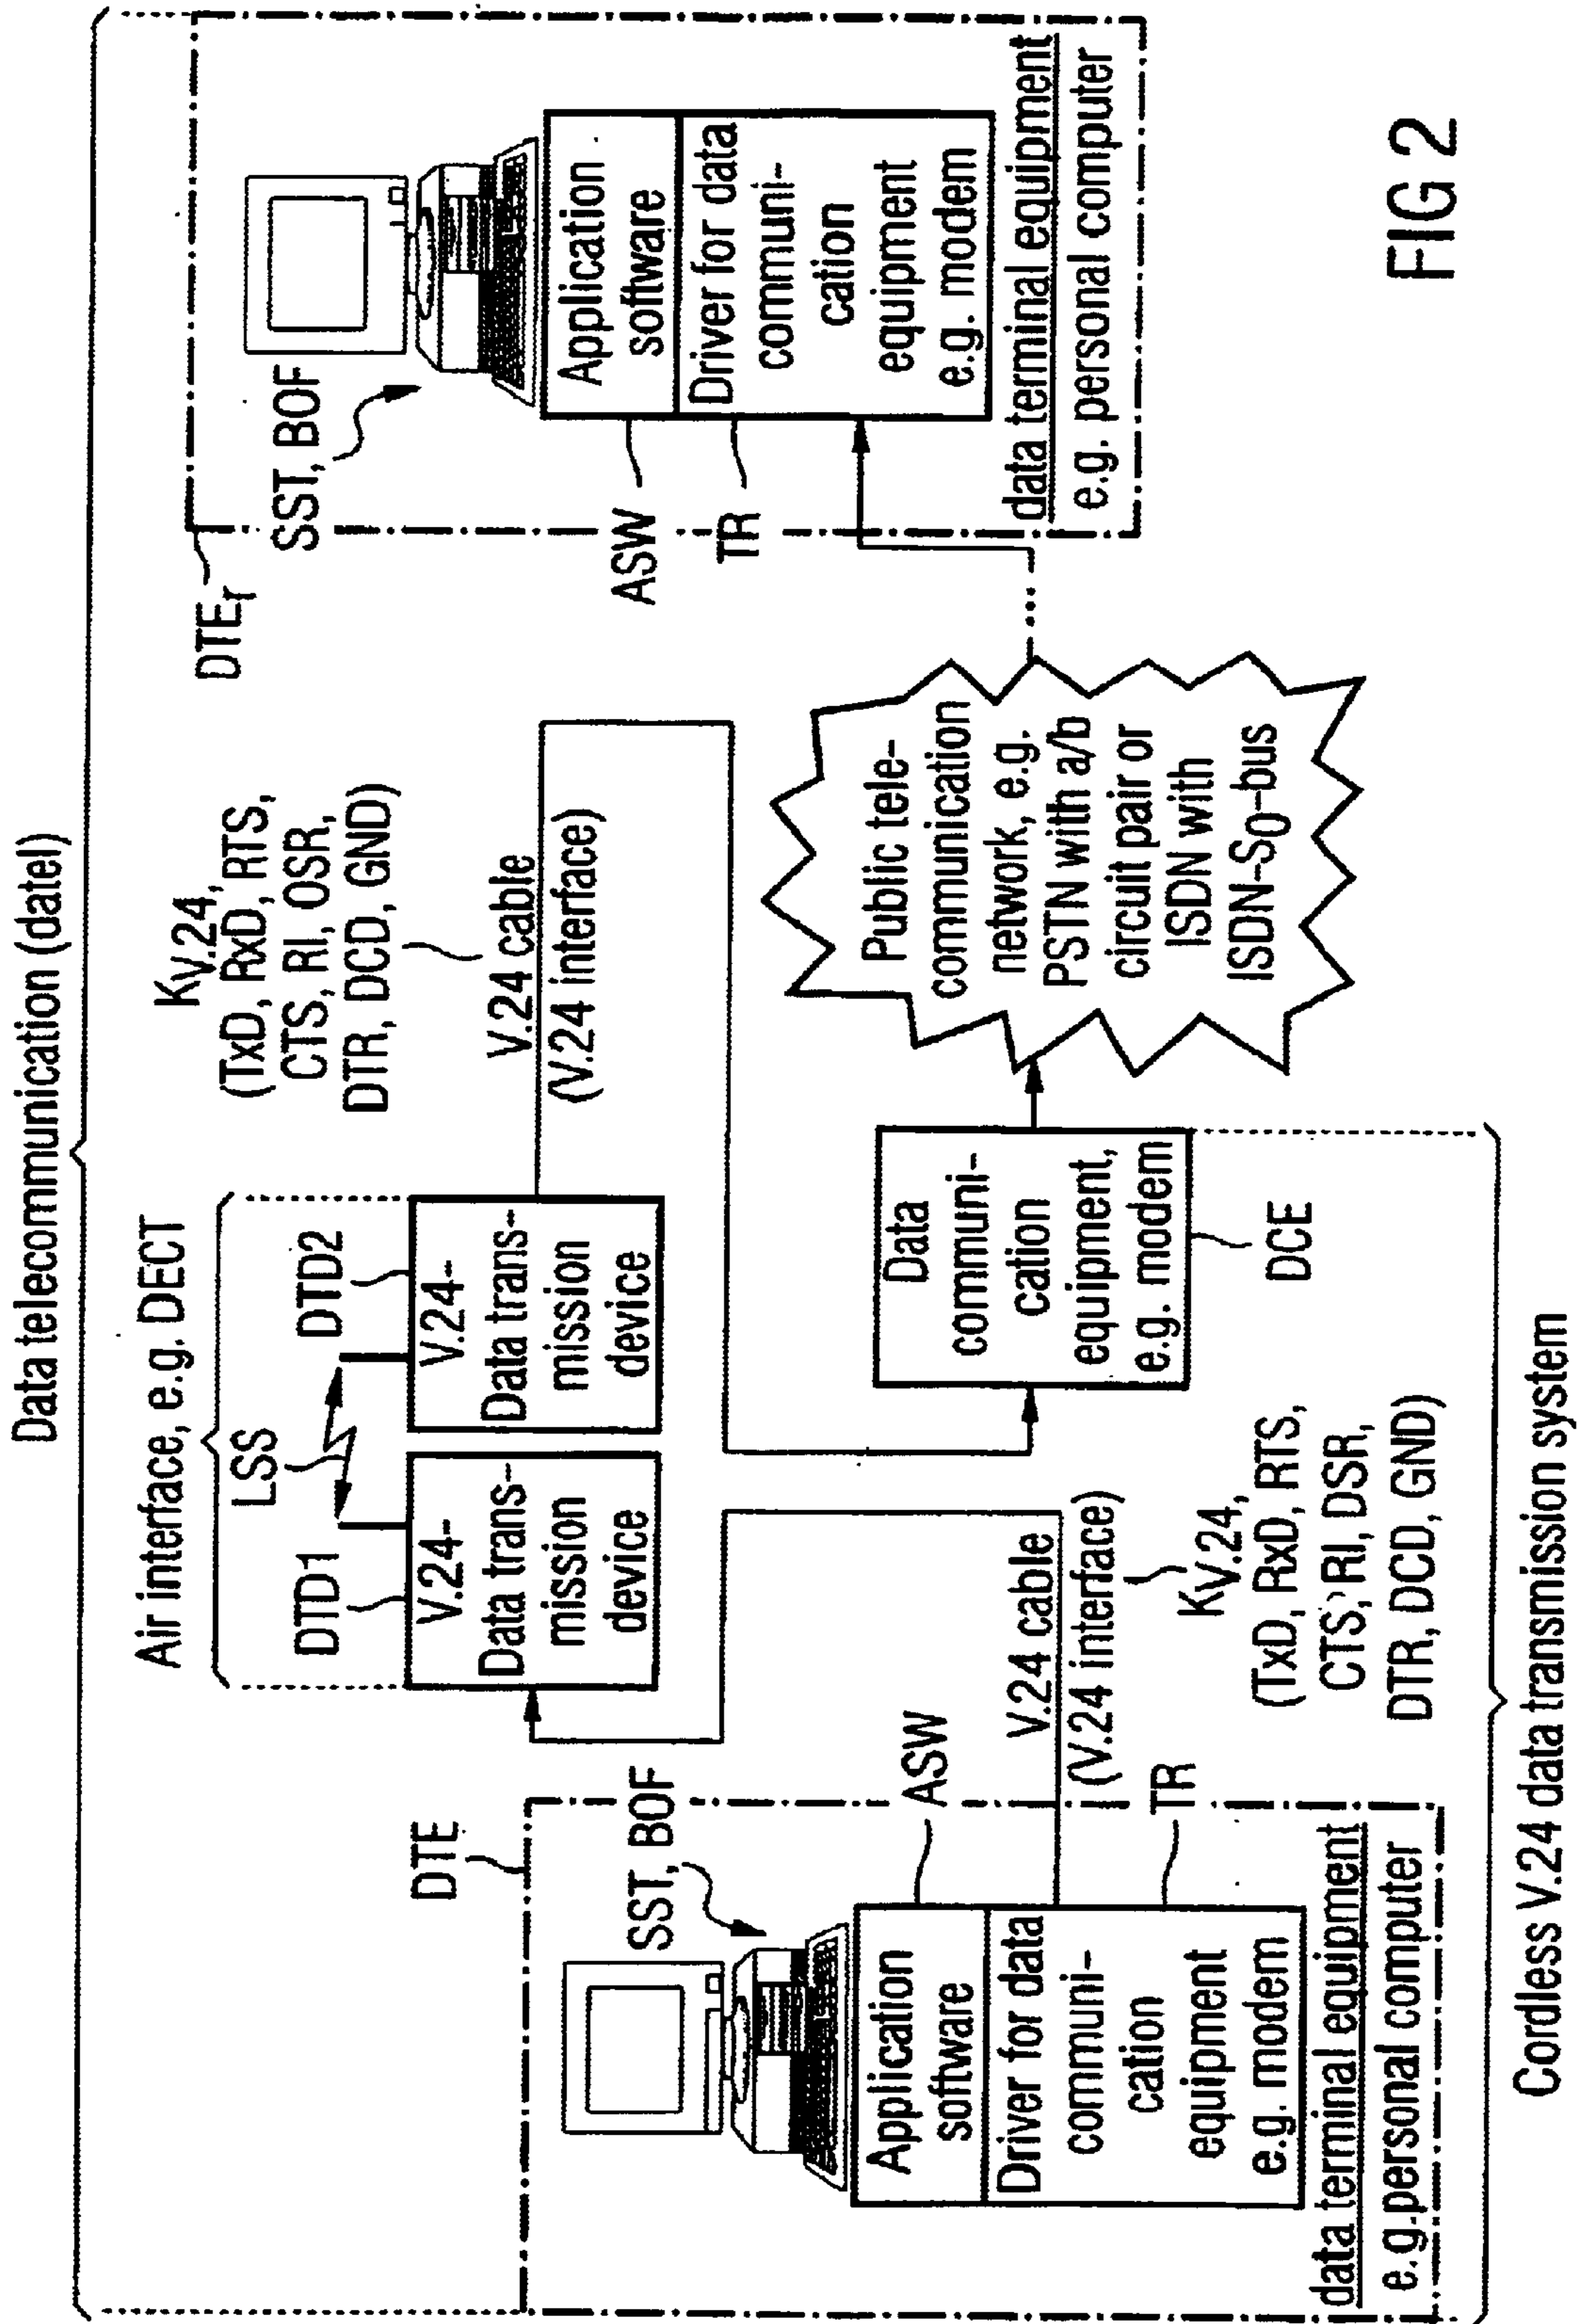 Data telecommunication (datel)
Air interface, e.g. DECT
LSS
DTD1
DTD2
V.24-
Data trans-
mission
device
V.24-
Data trans-
mission
device
KV.24,
(TxD, RxD, RTS,
CTS, RI, OSR,
DTR, DCD, GND)
V.24 cable
(V.24 interface)
DTEr
SST, BOF
ASW
TR
Application
software
Driver for data
communi-
cation
equipment
e.g. modem
data terminal equipment
e.g. personal computer
DTE
SST, BOF
ASW
TR
Application
software
Driver for data
communi-
cation
equipment
e.g. modem
data terminal equipment
e.g.personal computer
V.24 cable
(V.24 interface)
KV.24,
(TxD, RxD, RTS,
CTS, RI, DSR,
DTR, DCD, GND)
Data
communi-
cation
equipment,
e.g. modem
DCE
Public tele-
communication
network, e.g.
PSTN with a/b
circuit pair or
ISDN with
ISDN-S0-bus
Cordless V.24 data transmission system
FIG 2